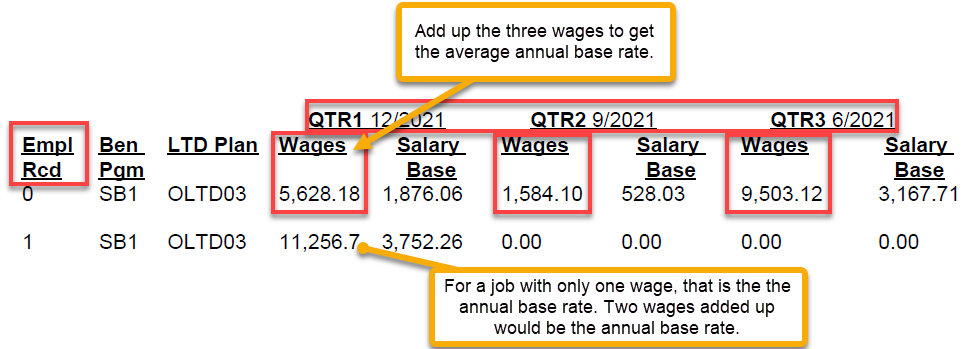 Add up the three wages to get
the average annual base rate.
QTR1 12/2021 QTR2 9/2021 QTR3 6/2021
Empl Ben LTD Plan Wages Salary Wages Salary Wages Salary
Rcd Pgm Base Base Base
0 SB1 OLTD03 5,628.18 1,876.06 1,584.10 528.03 9,503.12 3,167.71
1 SB1 OLTD03 11,256.7 3,752.26 0.00 0.00 0.00 0.00
For a job with only one wage, that is the the
annual base rate. Two wages added up
would be the annual base rate.